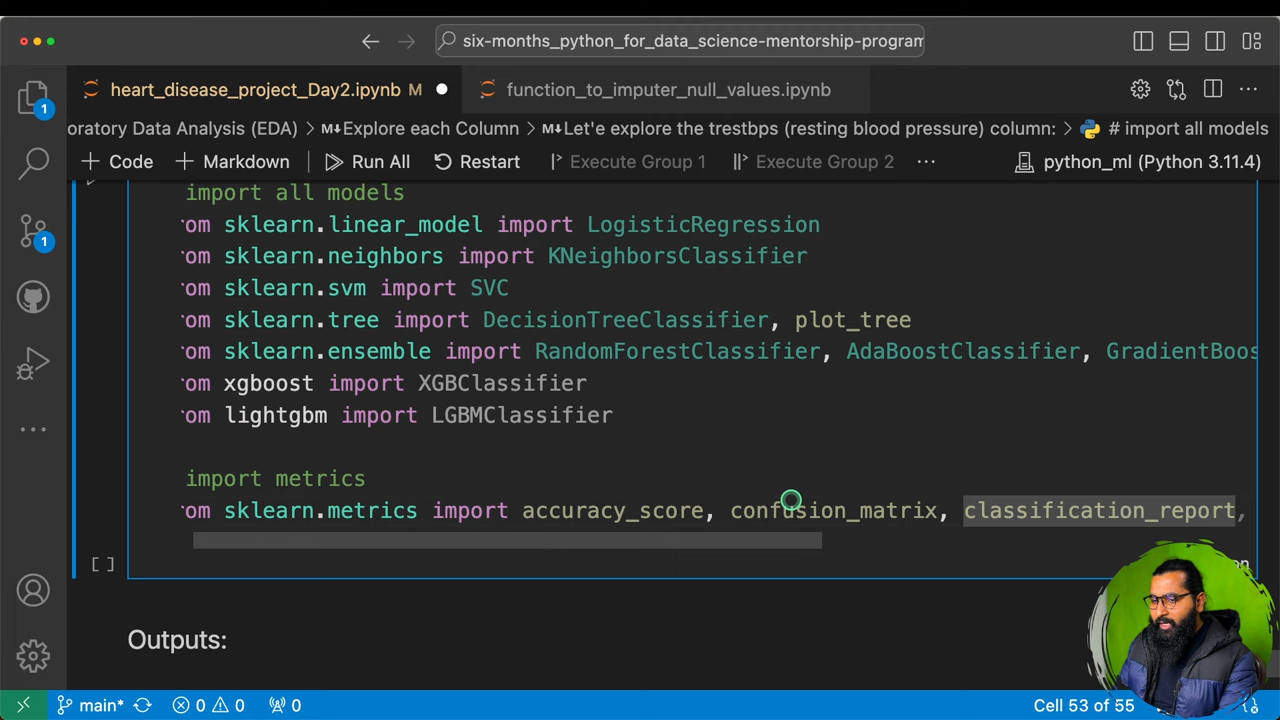 six-months_python_for_data_science-mentorship-program
heart_disease_project_Day2.ipynb M
function_to_imputer_null_values.ipynb
oratory Data Analysis (EDA) > Explore each Column > Let's explore the trestbps (resting blood pressure) column: > # import all models
Code Markdown Run All Restart Execute Group 1 Execute Group 2 ... python_ml (Python 3.11.4)
import all models
om sklearn.linear_model import LogisticRegression
om sklearn.neighbors import KNeighborsClassifier
om sklearn.svm import SVC
om sklearn.tree import DecisionTreeClassifier, plot_tree
om sklearn.ensemble import RandomForestClassifier, AdaBoostClassifier, GradientBoos
om xgboost import XGBClassifier
om lightgbm import LGBMClassifier
import metrics
om sklearn.metrics import accuracy_score, confusion_matrix, classification_report,
[ ]
Outputs:
1
1
main* 0 0 0 Cell 53 of 55